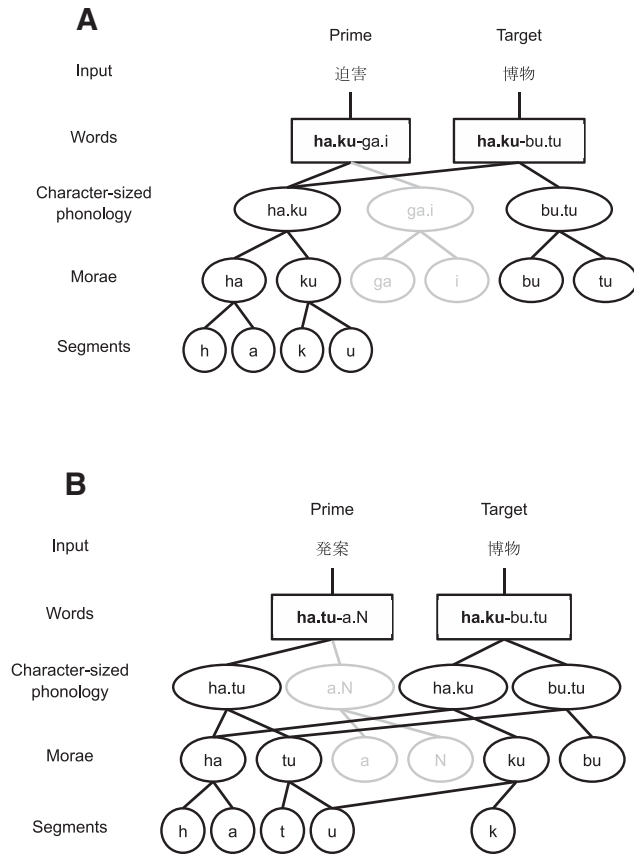 A
Prime Target
Input 迫害 博物
Words ha.ku-ga.i ha.ku-bu.tu
Character-sized
phonology ha.ku ga.i bu.tu
Morae ha ku ga i bu tu
Segments h a k u
B
Prime Target
Input 発案 博物
Words ha.tu-a.N ha.ku-bu.tu
Character-sized
phonology ha.tu a.N ha.ku bu.tu
Morae ha tu a N ku bu
Segments h a t u k